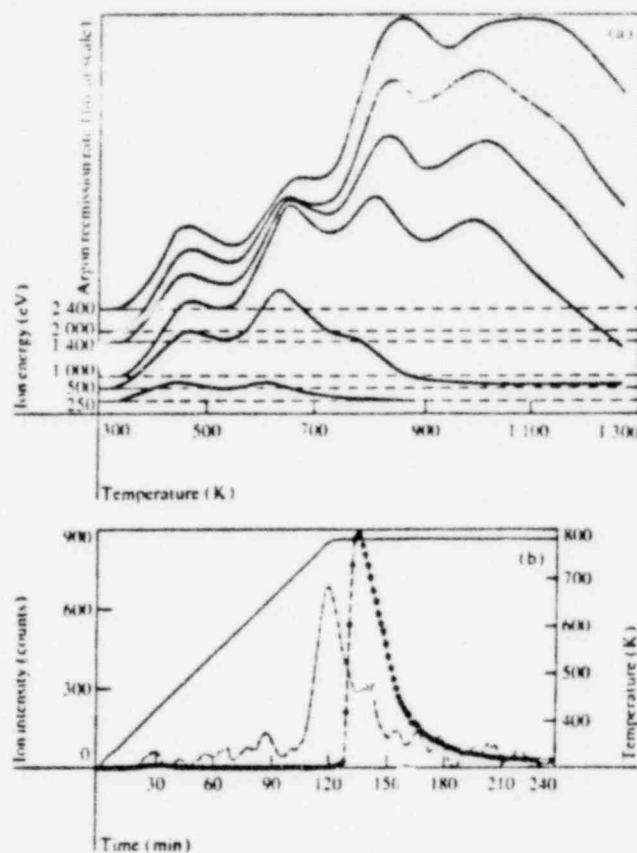 (a)
Argon reemission rate (linear scale)
Ion energy (eV)
2 400
2 000
1 400
1 000
500
250
300 500 700 900 1 100 1 300
Temperature (K)
(b)
Ion intensity (counts)
900
600
300
0
800
700
600
500
400
Temperature (K)
0 30 60 90 120 150 180 210 240
Time (min)